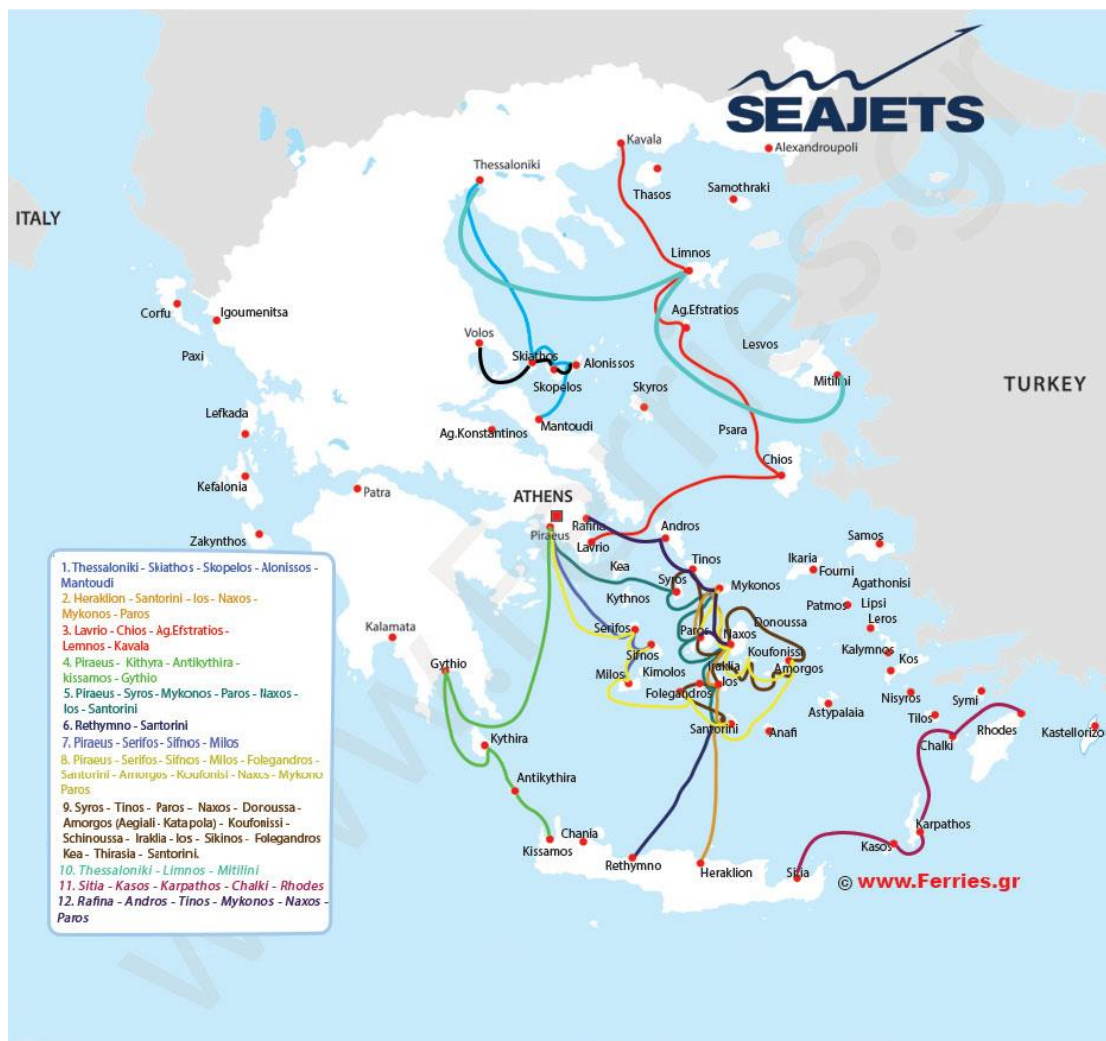 SEAJETS
Kavala
Alexandroupoli
Thessaloniki
Thasos
Samothraki
ITALY
Limnos
Corfu
Igoumenitsa
Ag.Efstratios
Volos
Lesvos
Paxi
Skiathos
Alonissos
Mitilini
TURKEY
Skopelos
Skyros
Lefkada
Mantoudi
Ag.Konstantinos
Psara
Chios
Kefalonia
Patra
ATHENS
Piraeus
Rafina
Andros
Zakynthos
Lavrio
Samos
Kea
Tinos
Ikaria
Fourni
Syros
Mykonos
Agathonisi
Kythnos
Patmos
Lipsi
Leros
Donoussa
Kalamata
Serifos
Paros
Naxos
Koufoniss
Kalymnos
Sifnos
Kos
Gythio
Milos
Kimolos
Iraklia
Amorgos
Folegandros
Ios
Nisyros
Symi
Astypalaia
Tilos
Santorini
Anafi
Rhodes
Kastellorizo
Kythira
Chalki
Antikythira
Karpathos
Chania
Kissamos
Kasos
Rethymno
Heraklion
Sitia
© www.Ferries.gr
1. Thessaloniki - Skiathos - Skopelos - Alonissos -
Mantoudi
2. Heraklion - Santorini - Ios - Naxos -
Mykonos - Paros
3. Lavrio - Chios - Ag.Efstratios -
Lemnos - Kavala
4. Piraeus - Kithyra - Antikythira -
kissamos - Gythio
5. Piraeus - Syros - Mykonos - Paros - Naxos -
Ios - Santorini
6. Rethymno - Santorini
7. Piraeus - Serifos - Sifnos - Milos
8. Piraeus - Serifos - Sifnos - Milos - Folegandros -
Santorini - Amorgos - Koufonisi - Naxos - Mykono
Paros
9. Syros - Tinos - Paros - Naxos - Donoussa -
Amorgos (Aegiali - Katapola) - Koufonissi -
Schinoussa - Iraklia - Ios - Sikinos - Folegandros
Kea - Thirasia - Santorini.
10. Thessaloniki - Limnos - Mitilini
11. Sitia - Kasos - Karpathos - Chalki - Rhodes
12. Rafina - Andros - Tinos - Mykonos - Naxos -
Paros
www.Ferries.gr